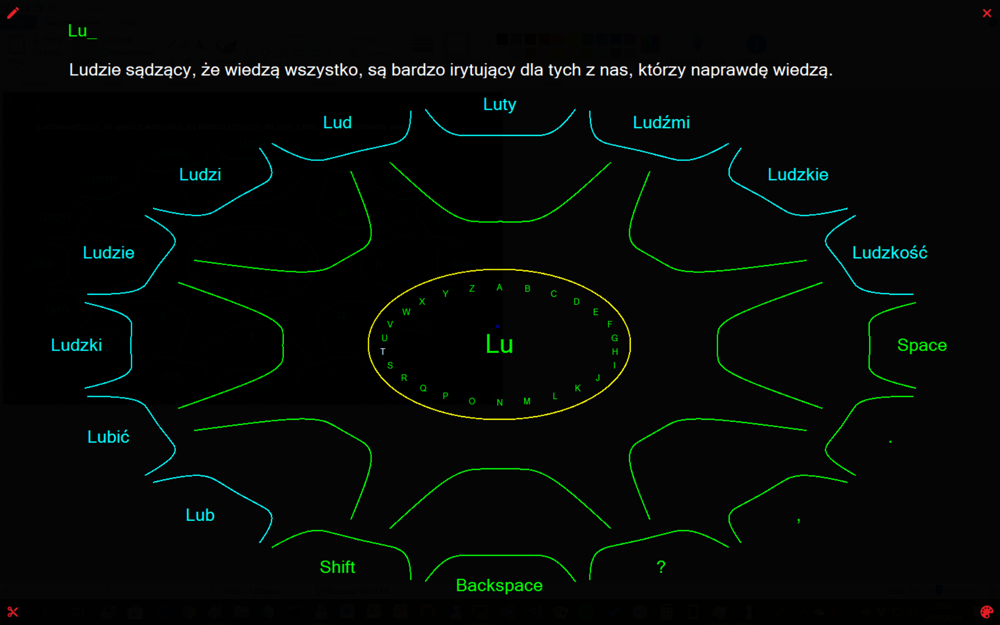 Lu_
Ludzie sądzący, że wiedzą wszystko, są bardzo irytujący dla tych z nas, którzy naprawdę wiedzą.
Luty
Lud
Ludźmi
Ludzi
Ludzkie
Ludzie
Ludzkość
A
B
C
D
E
F
G
H
I
J
K
L
M
N
O
P
Q
R
S
T
U
V
W
X
Y
Z
Lu
Ludzki
Space
Lubić
.
Lub
,
Shift
?
Backspace